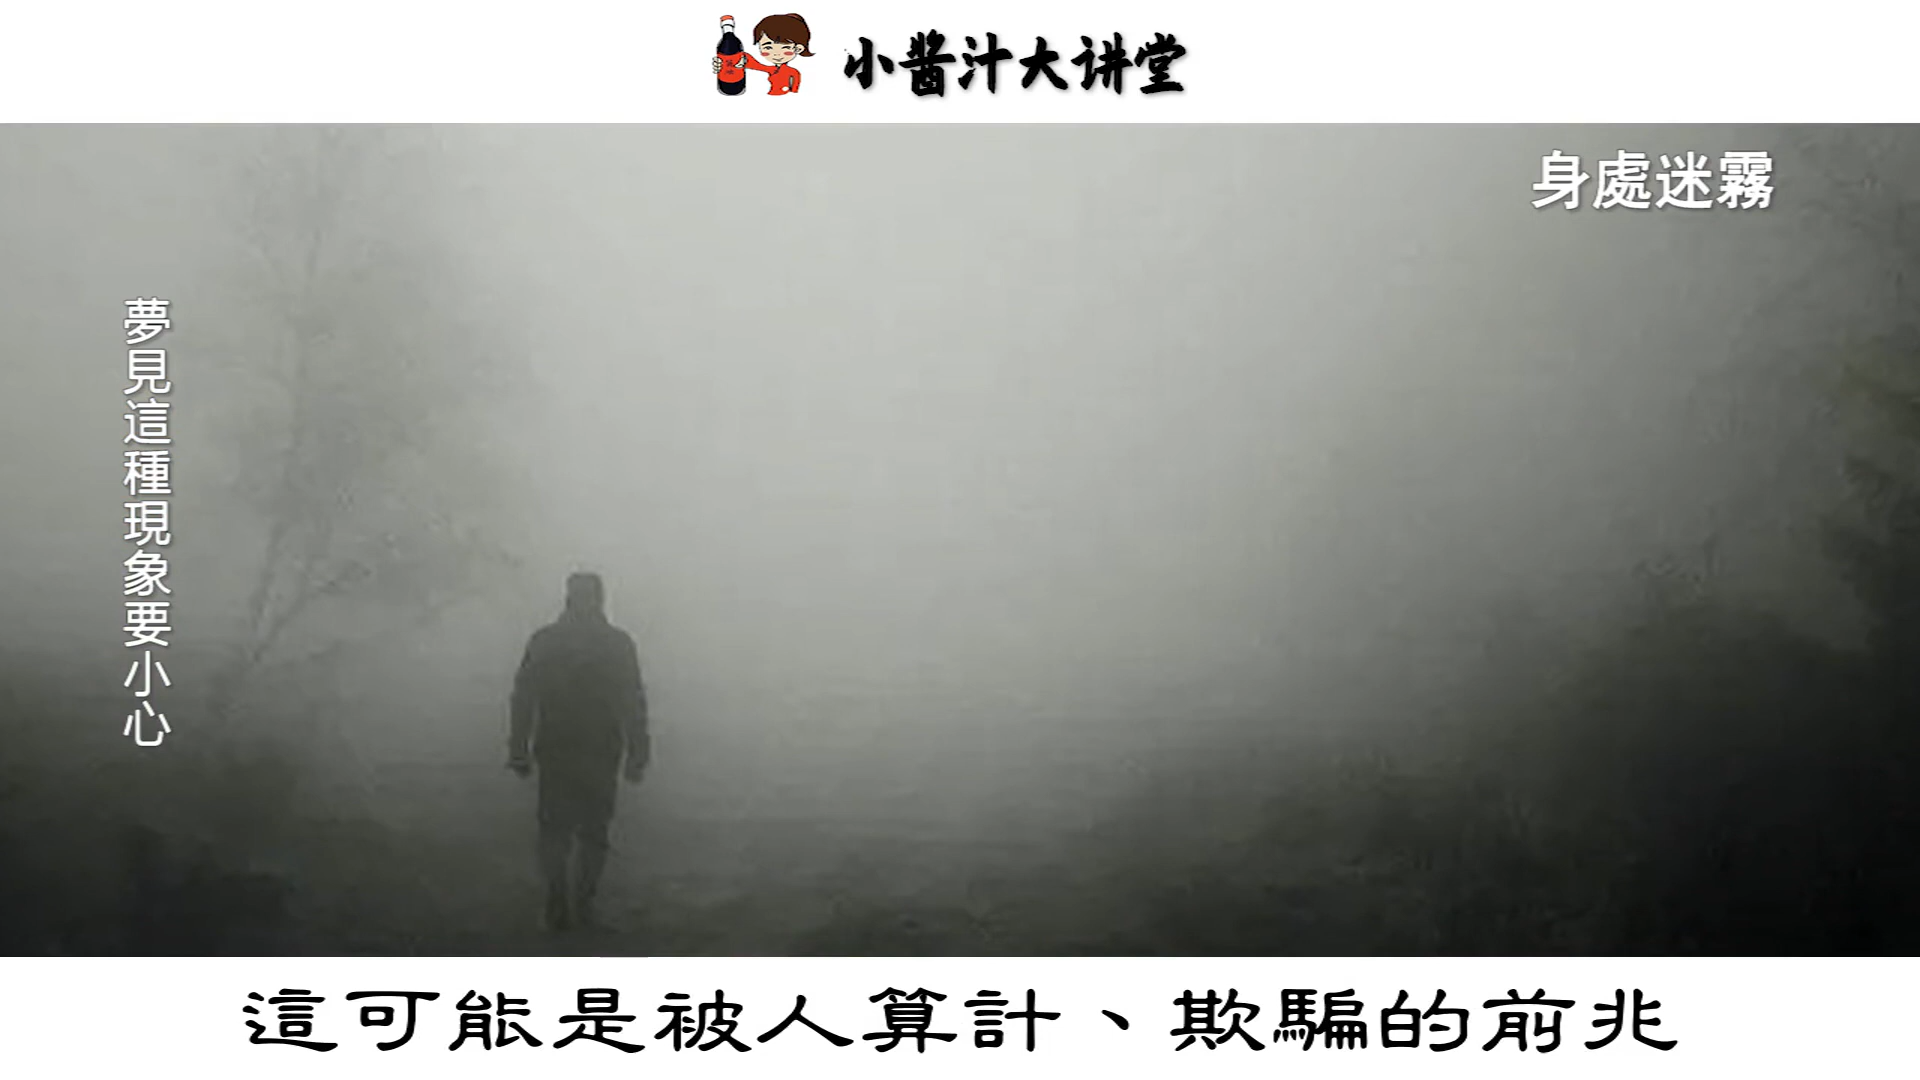 小酱汁大讲堂
身處迷霧
夢見這種現象要小心
這可能是被人算計、欺騙的前兆